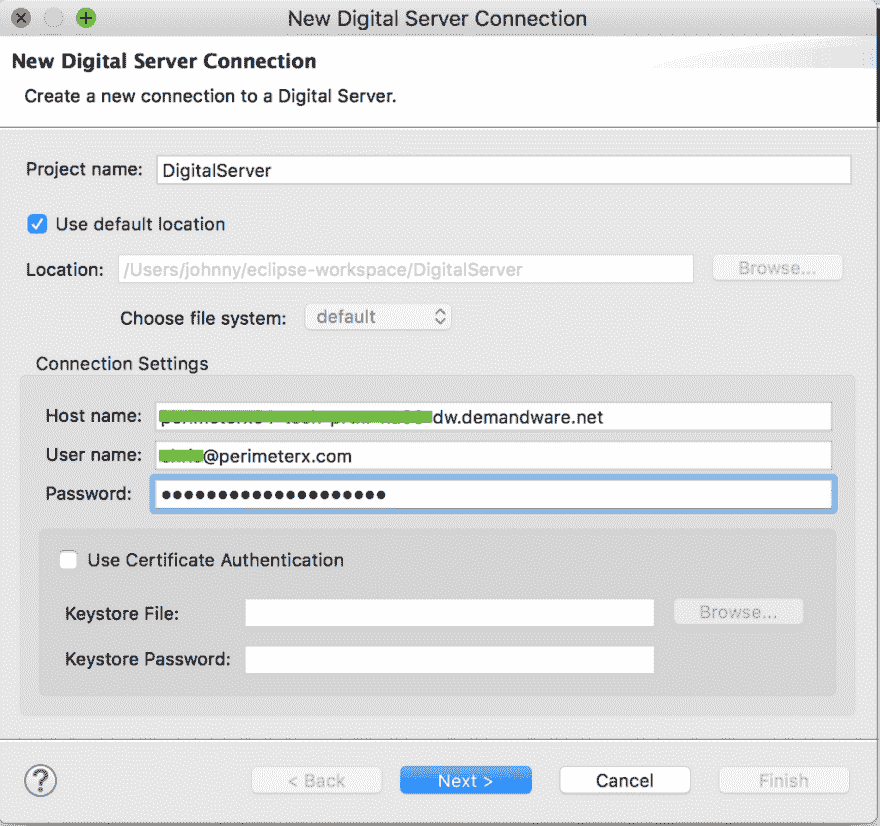 New Digital Server Connection
New Digital Server Connection
Create a new connection to a Digital Server.
Project name: DigitalServer
Use default location
Location: /Users/johnny/eclipse-workspace/DigitalServer Browse...
Choose file system: default
Connection Settings
Host name: dw.demandware.net
User name: @perimeterx.com
Password: ●●●●●●●●●●●●●●●●●●●●
Use Certificate Authentication
Keystore File: Browse...
Keystore Password:
? < Back Next > Cancel Finish